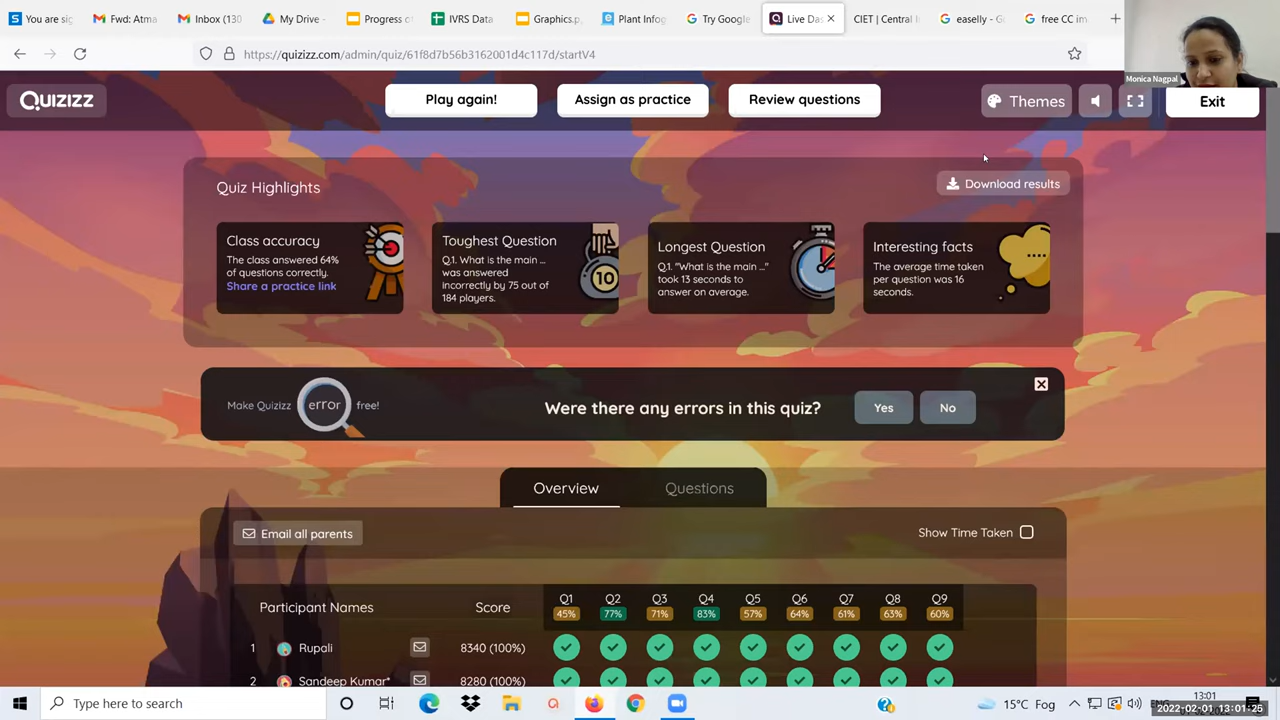 You are sig
Fwd: Atma
Inbox (130
My Drive -
Progress o
IVRS Data
Graphics.p
Plant Infog
Try Google
Live Das
CIET | Central I
easelly - G
free CC im
https://quizizz.com/admin/quiz/61f8d7b56b3162001d4c117d/startV4
Monica Nagpal
Quizizz
Play again!
Assign as practice
Review questions
Themes
Exit
Quiz Highlights
Download results
Class accuracy
The class answered 64%
of questions correctly.
Share a practice link
Toughest Question
Q.1. What is the main ...
was answered
incorrectly by 75 out of
184 players.
10
Longest Question
Q.1. "What is the main ..."
took 13 seconds to
answer on average.
Interesting facts
The average time taken
per question was 16
seconds.
Make Quizizz error free!
Were there any errors in this quiz?
Yes
No
Overview
Questions
Email all parents
Show Time Taken
Participant Names
Score
Q1 Q2 Q3 Q4 Q5 Q6 Q7 Q8 Q9
45% 77% 71% 83% 57% 64% 61% 63% 60%
1 Rupali 8340 (100%)
2 Sandeep Kumar* 8280 (100%)
Type here to search
15°C Fog
13:01
2022-02-01 13:01:25